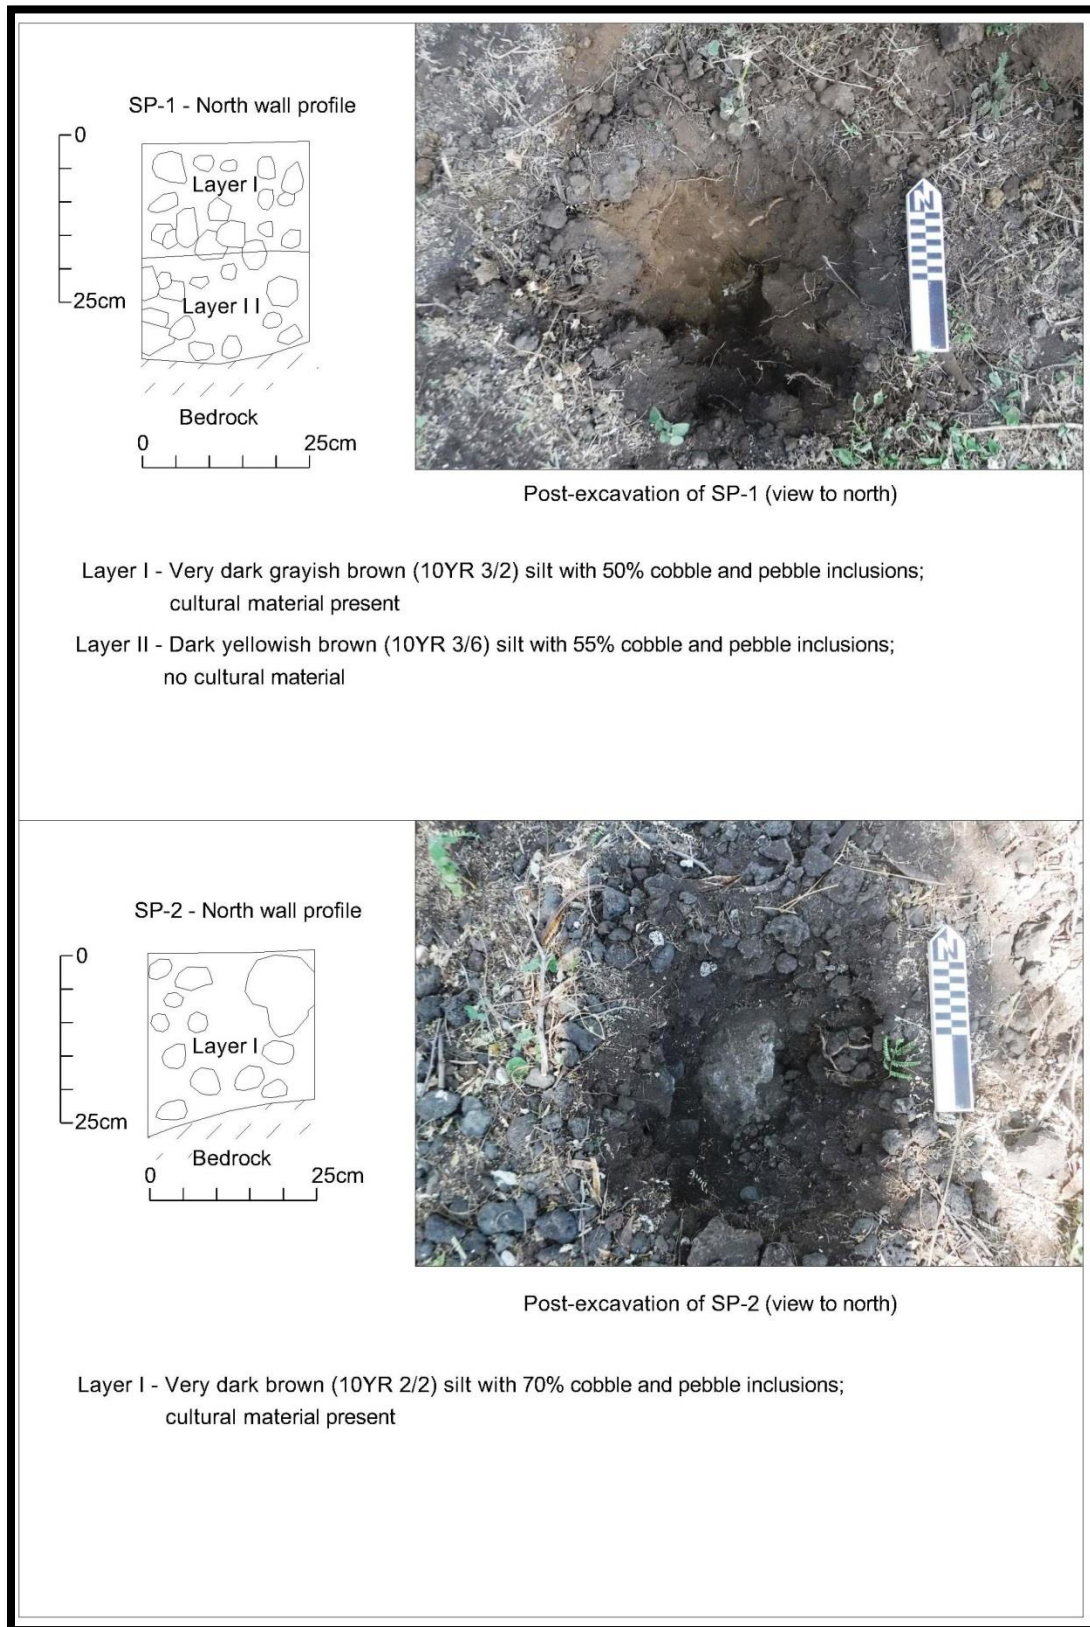 SP-1 - North wall profile
0
Layer I
25cm
Layer I I
Bedrock
0 25cm
N
Post-excavation of SP-1 (view to north)
Layer I - Very dark grayish brown (10YR 3/2) silt with 50% cobble and pebble inclusions;
cultural material present
Layer II - Dark yellowish brown (10YR 3/6) silt with 55% cobble and pebble inclusions;
no cultural material
SP-2 - North wall profile
0
Layer I
25cm
Bedrock
0 25cm
N
Post-excavation of SP-2 (view to north)
Layer I - Very dark brown (10YR 2/2) silt with 70% cobble and pebble inclusions;
cultural material present